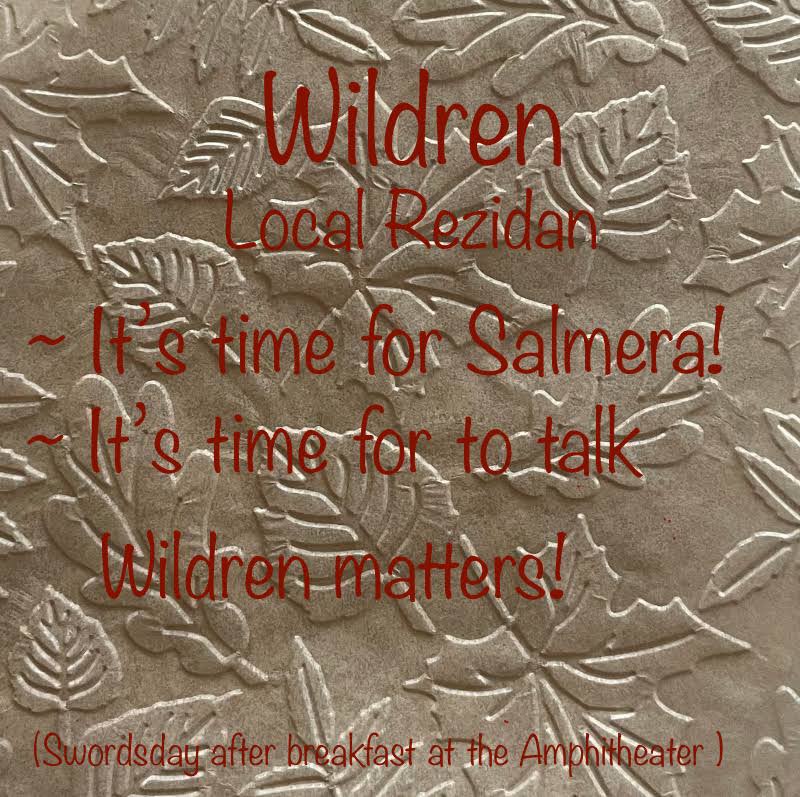 Wildren
Local Rezidan
~ It's time for Salmera!
~ It's time for to talk
Wildren matters!
(Swordsday after breakfast at the Amphitheater )